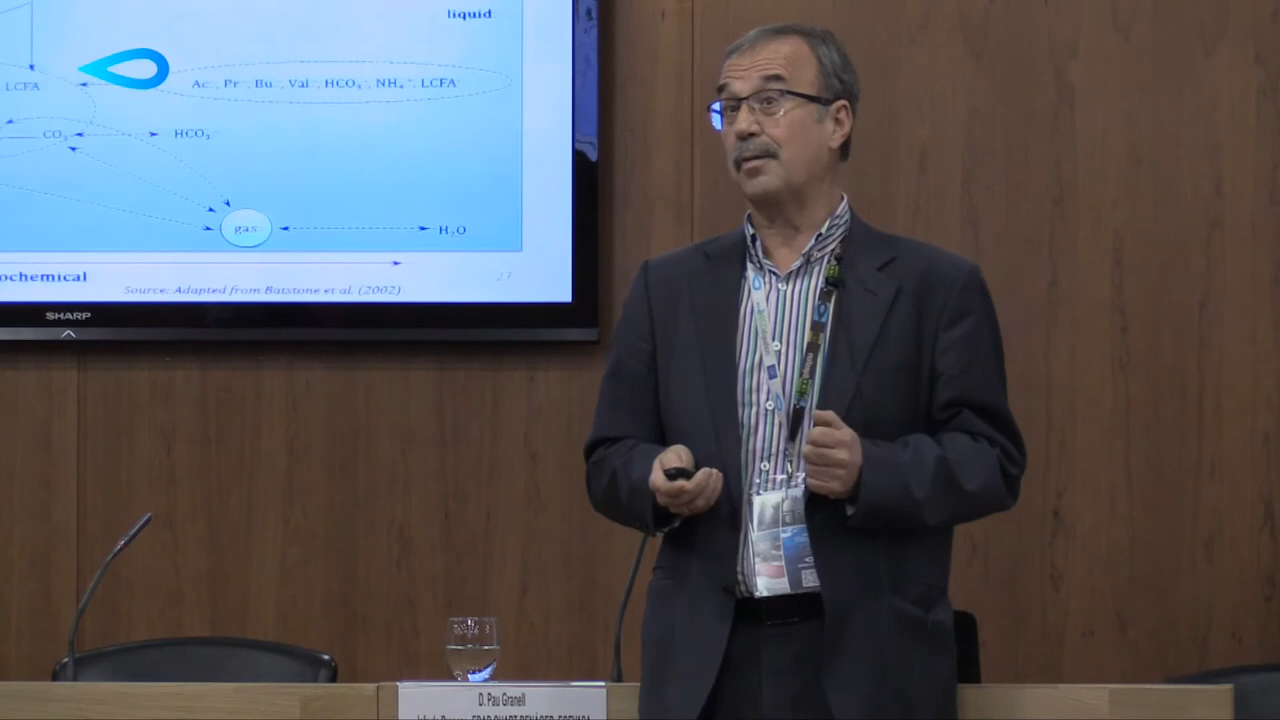 liquid
LCFA
Ac⁻, Pr⁻, Bu⁻, Val⁻, HCO₃⁻, NH₄⁺, LCFA⁻
CO₂
HCO₃⁻
gas
H₂O
ochemical
Source: Adapted from Batstone et al. (2002)
27
SHARP
D. Pau Granell